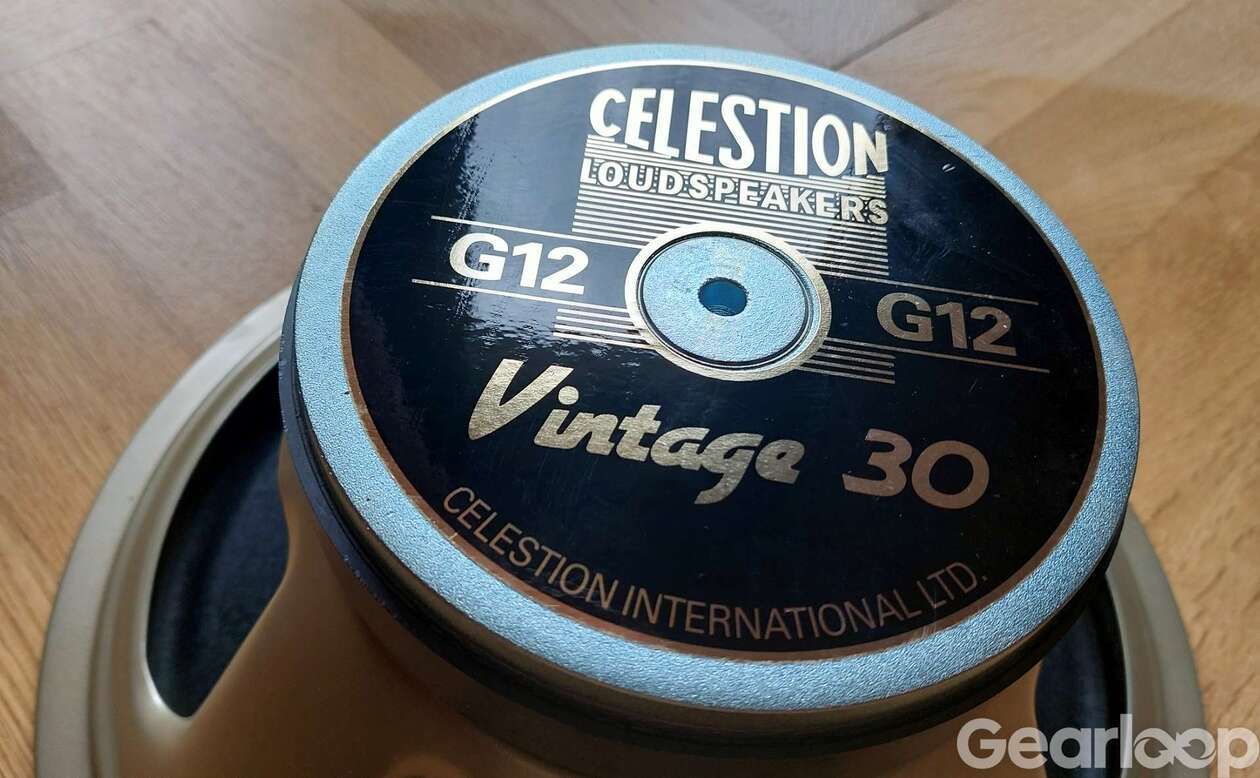 CELESTION
LOUDSPEAKERS
G12
G12
Vintage 30
CELESTION INTERNATIONAL LTD.
Gearloop